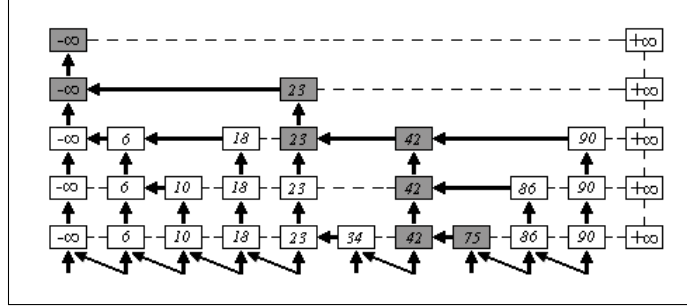 -∞ +∞
-∞ 23 +∞
-∞ 6 18 23 42 90 +∞
-∞ 6 10 18 23 42 86 90 +∞
-∞ 6 10 18 23 34 42 75 86 90 +∞